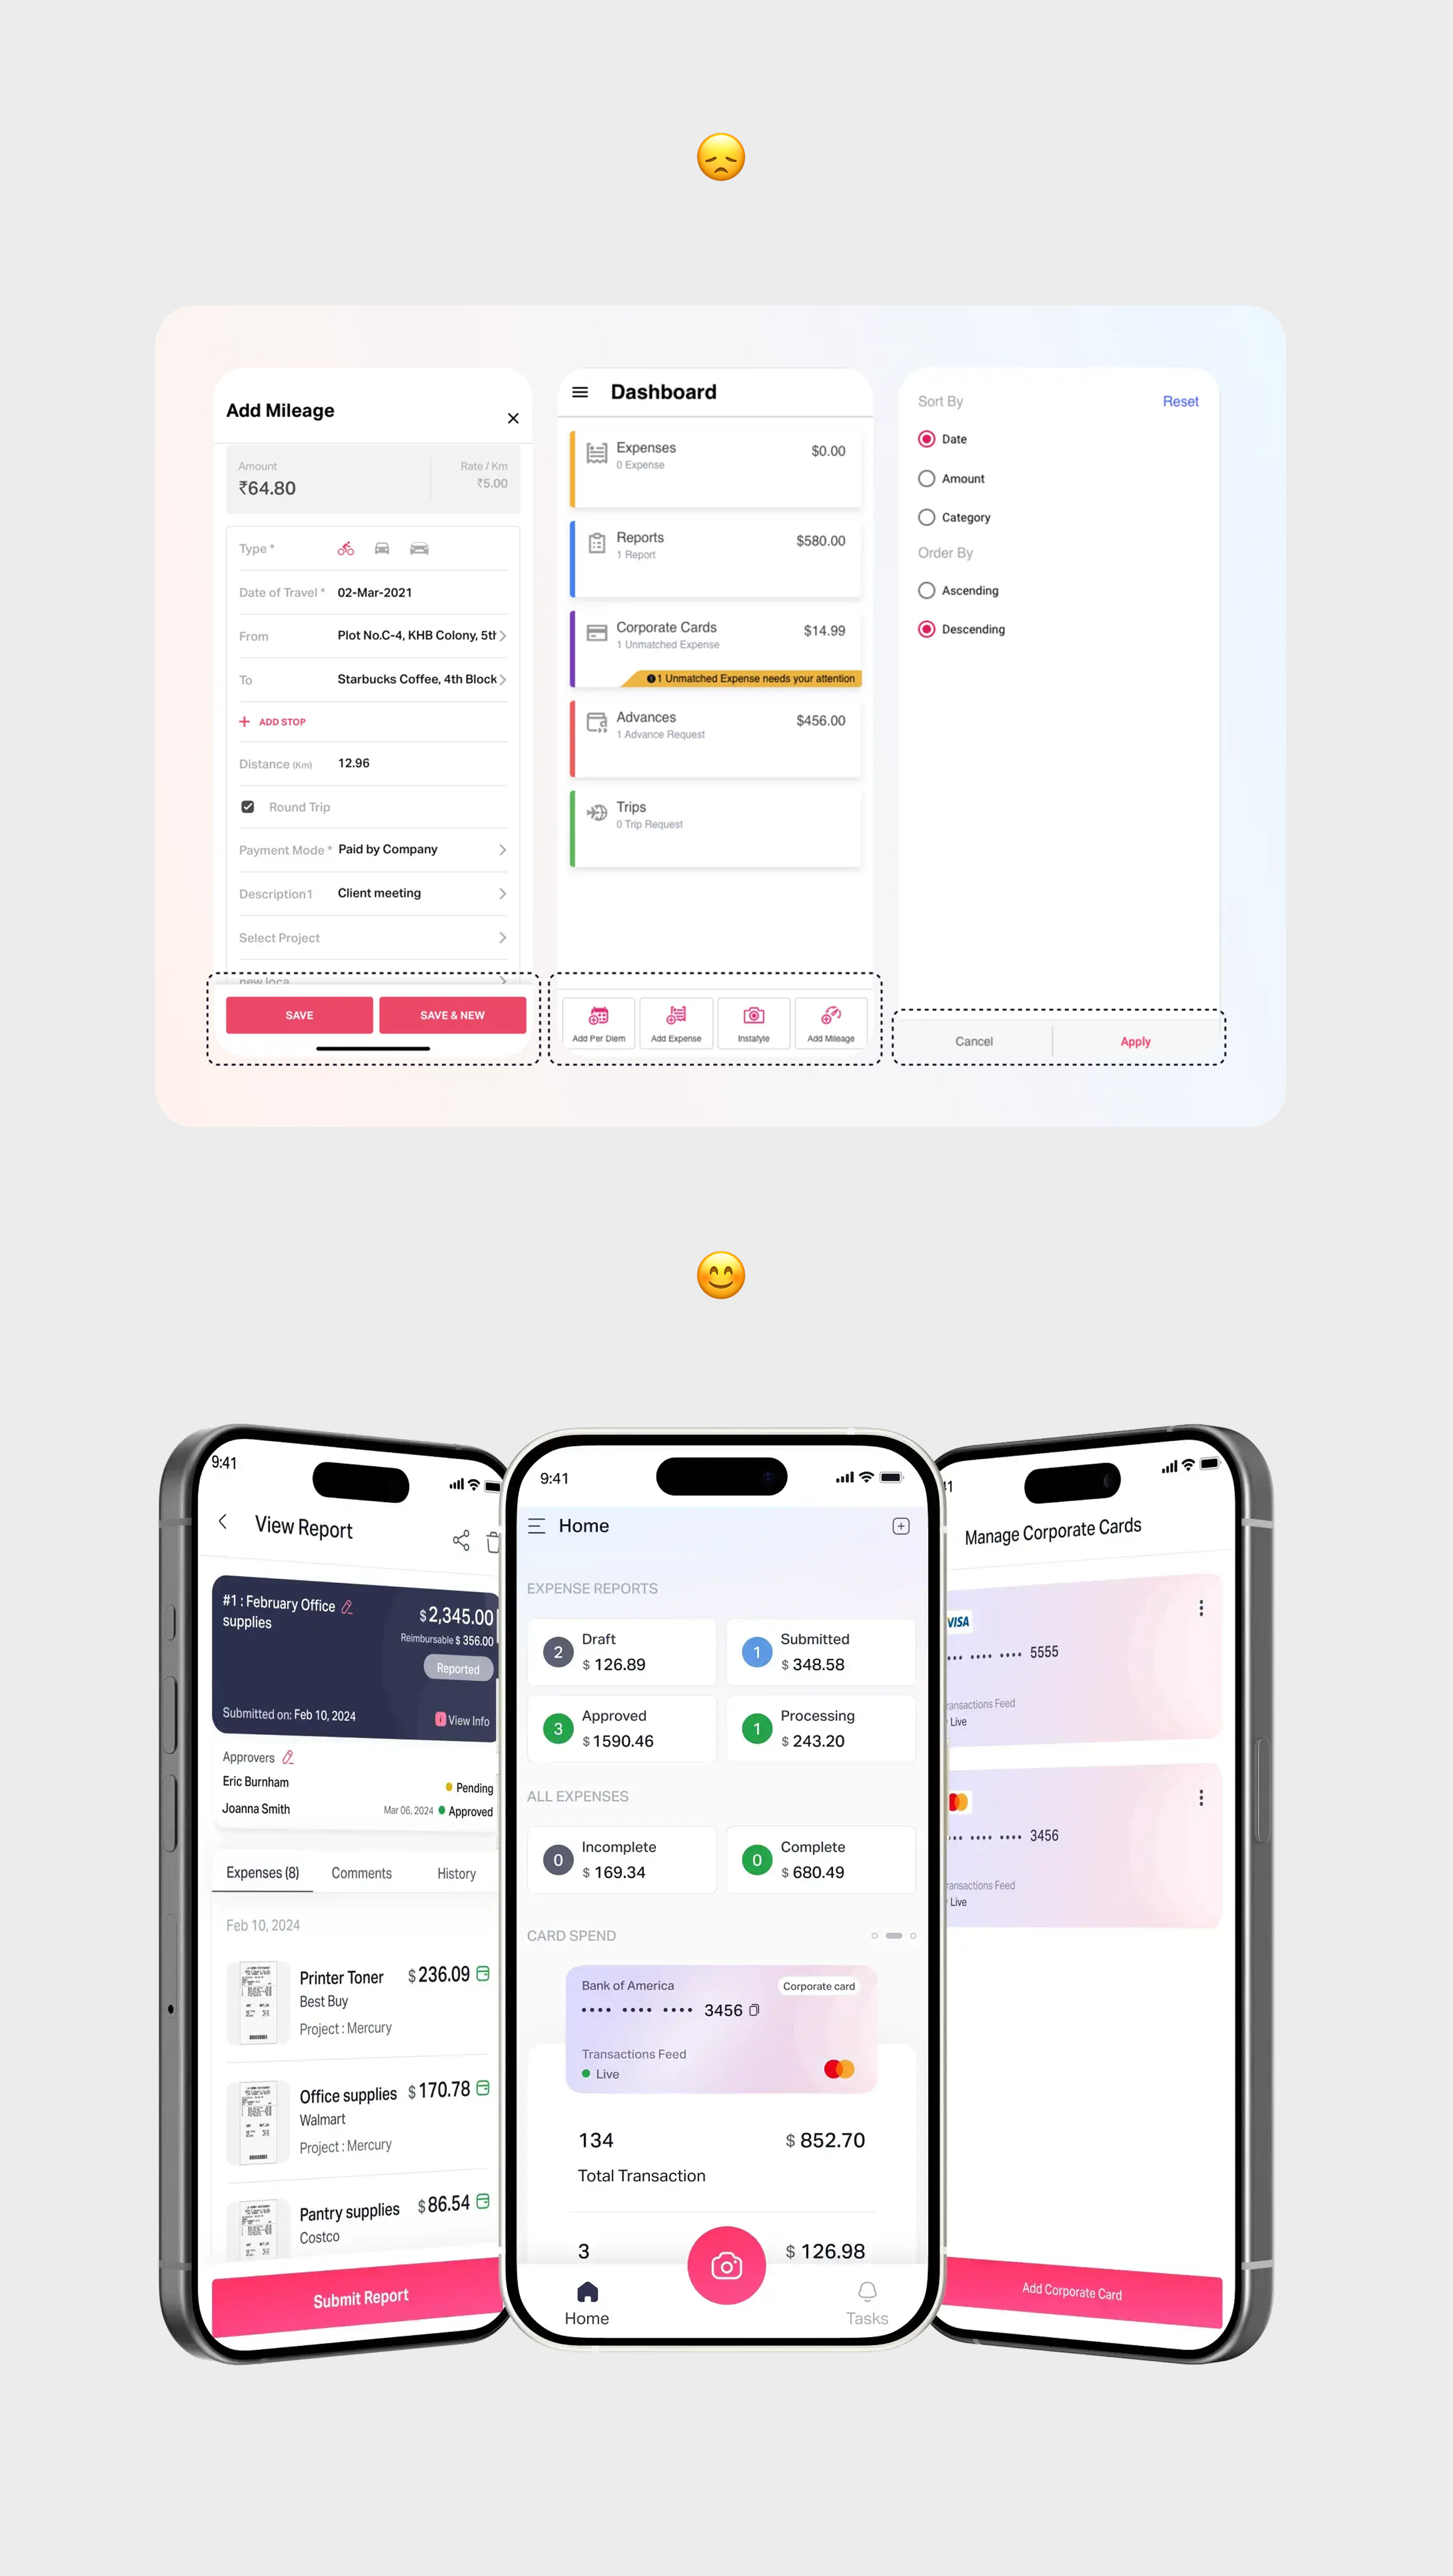 Add Mileage
Amount
₹64.80
Rate / Km
₹5.00
Type *
Date of Travel * 02-Mar-2021
From Plot No.C-4, KHB Colony, 5th
To Starbucks Coffee, 4th Block
ADD STOP
Distance (Km) 12.96
Round Trip
Payment Mode * Paid by Company
Description1 Client meeting
Select Project
new loca
SAVE
SAVE & NEW
Dashboard
Expenses $0.00
0 Expense
Reports $580.00
1 Report
Corporate Cards $14.99
1 Unmatched Expense
1 Unmatched Expense needs your attention
Advances $456.00
1 Advance Request
Trips
0 Trip Request
Add Per Diem
Add Expense
Instafyle
Add Mileage
Sort By Reset
Date
Amount
Category
Order By
Ascending
Descending
Cancel
Apply
9:41
View Report
#1 : February Office
supplies
$2,345.00
Reimbursable $ 356.00
Reported
Submitted on: Feb 10, 2024
View Info
Approvers
Eric Burnham Pending
Joanna Smith Mar 06, 2024 Approved
Expenses (8) Comments History
Feb 10, 2024
Printer Toner $236.09
Best Buy
Project : Mercury
Office supplies $170.78
Walmart
Project : Mercury
Pantry supplies $86.54
Costco
Submit Report
9:41
Home
EXPENSE REPORTS
2 Draft
$ 126.89
1 Submitted
$ 348.58
3 Approved
$ 1590.46
1 Processing
$ 243.20
ALL EXPENSES
0 Incomplete
$ 169.34
0 Complete
$ 680.49
CARD SPEND
Bank of America
Corporate card
•••• •••• •••• 3456
Transactions Feed
Live
134 $ 852.70
Total Transaction
3 $ 126.98
Home
Tasks
41
Manage Corporate Cards
VISA
••• •••• •••• 5555
ransactions Feed
Live
••• •••• •••• 3456
ransactions Feed
Live
Add Corporate Card